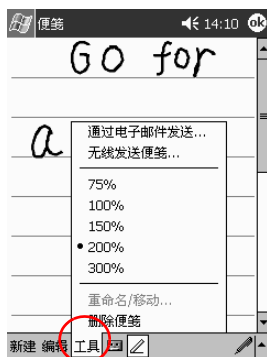 便笺 14:10 ok
Go for
a
通过电子邮件发送...
无线发送便笺...
75%
100%
150%
200%
300%
重命名/移动...
删除便笺
新建 编辑 工具